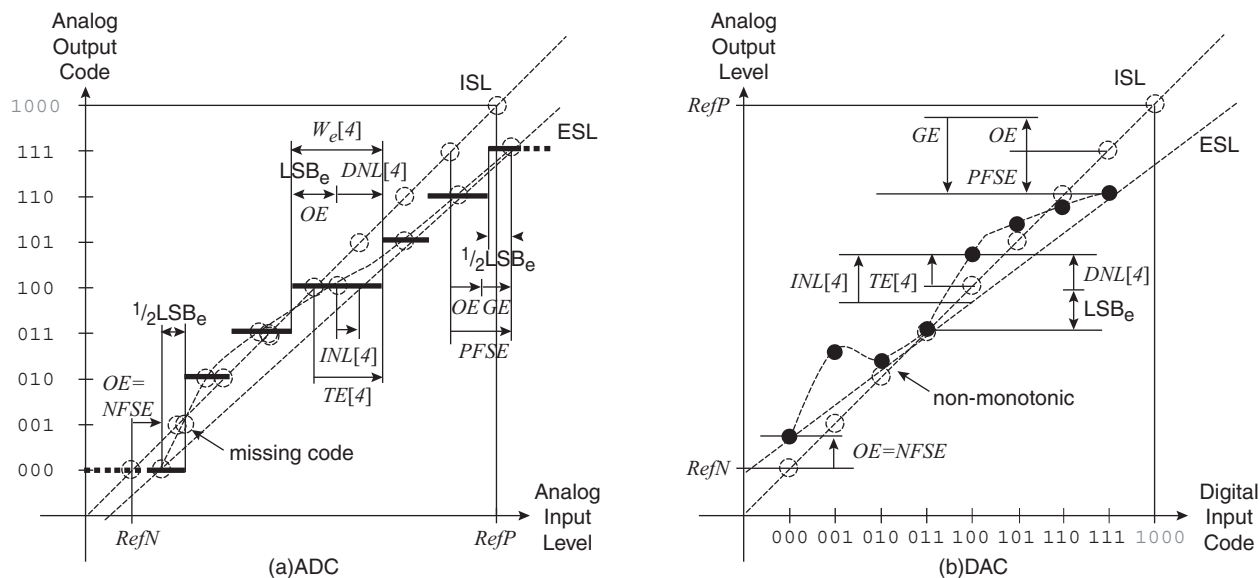 Analog
Output
Code
1000
111
110
101
100
011
010
001
000
ISL
ESL
W_e[4]
LSB_e
DNL[4]
OE
1/2LSB_e
1/2LSB_e
OE GE
PFSE
INL[4]
TE[4]
OE=
NFSE
missing code
RefN
RefP
Analog
Input
Level
(a)ADC
Analog
Output
Level
RefP
ISL
ESL
GE
OE
PFSE
INL[4]
TE[4]
DNL[4]
LSB_e
non-monotonic
OE=NFSE
RefN
000 001 010 011 100 101 110 111 1000
Digital
Input
Code
(b)DAC